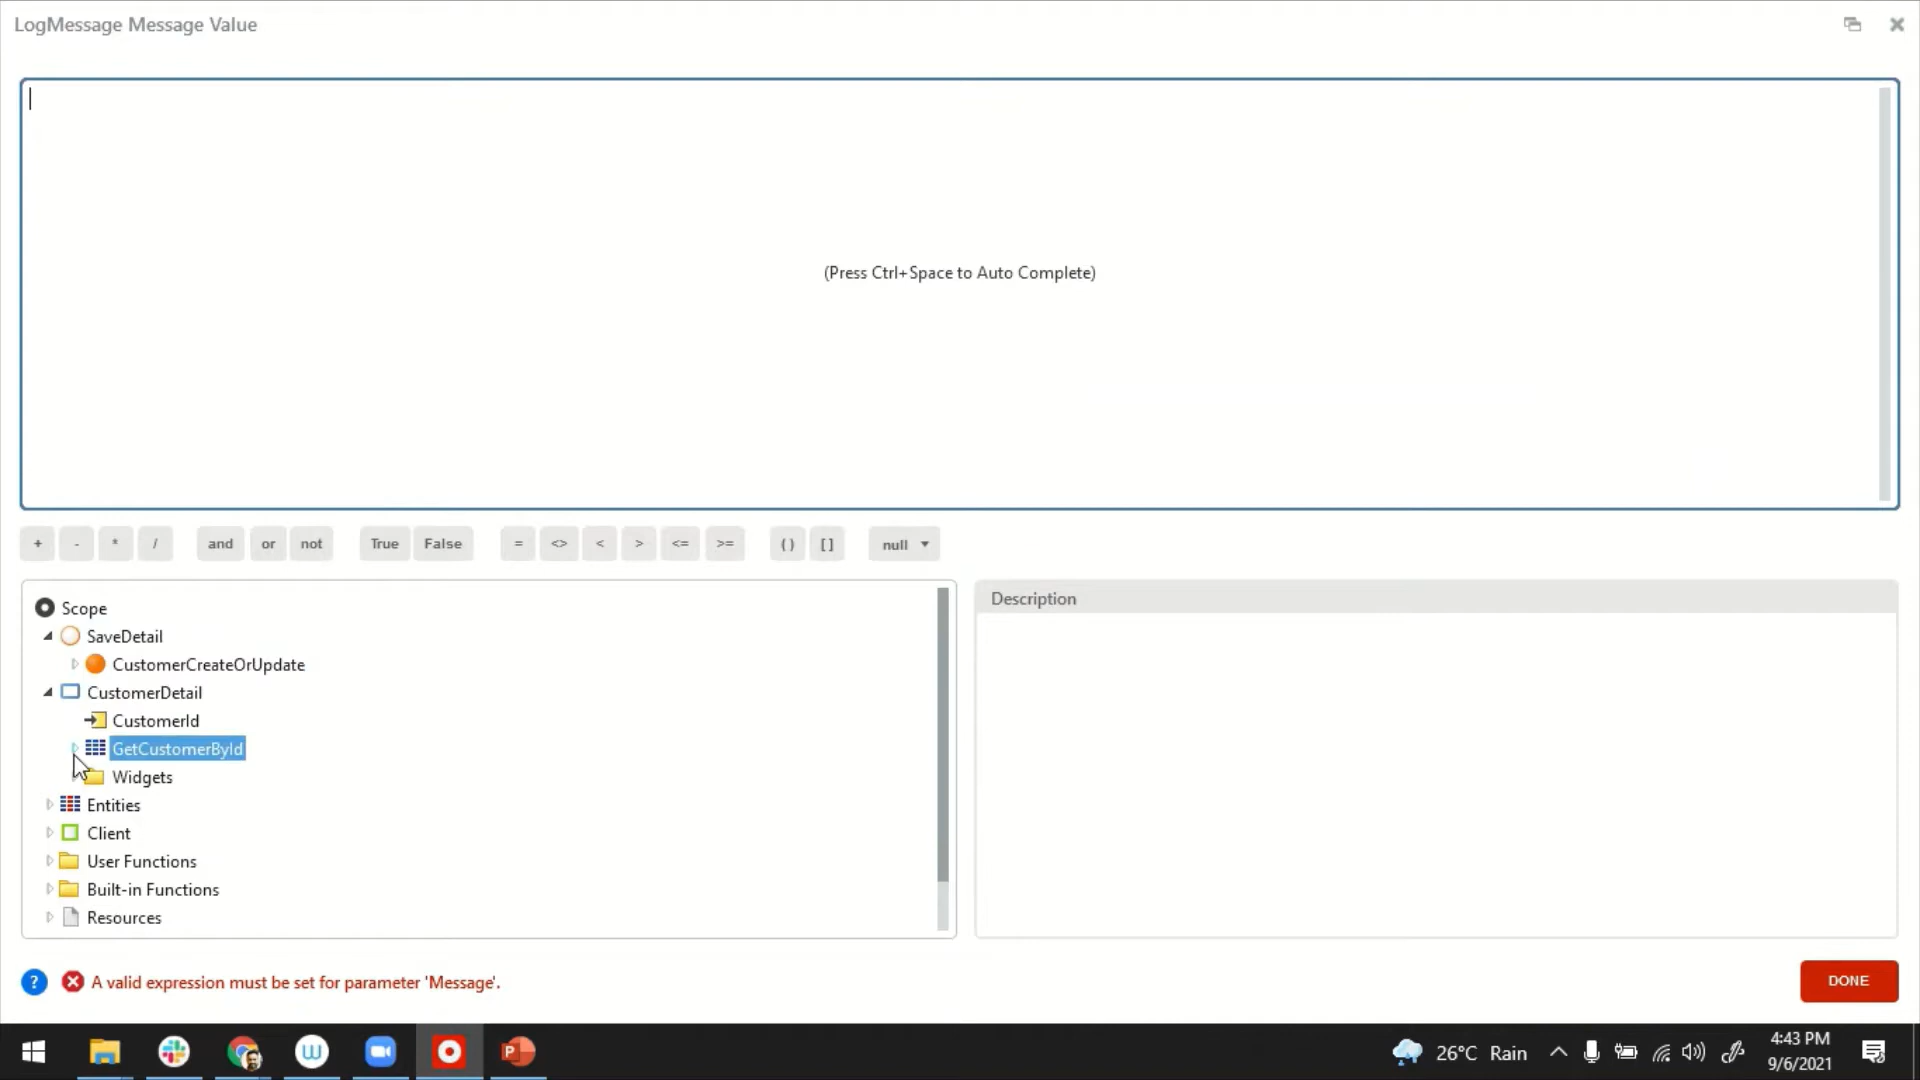 LogMessage Message Value
(Press Ctrl+Space to Auto Complete)
+ - * / and or not True False = <> < > <= >= ( ) [ ] null
Scope
SaveDetail
CustomerCreateOrUpdate
CustomerDetail
CustomerId
GetCustomerById
Widgets
Entities
Client
User Functions
Built-in Functions
Resources
Description
? A valid expression must be set for parameter 'Message'.
DONE
26°C Rain
4:43 PM
9/6/2021